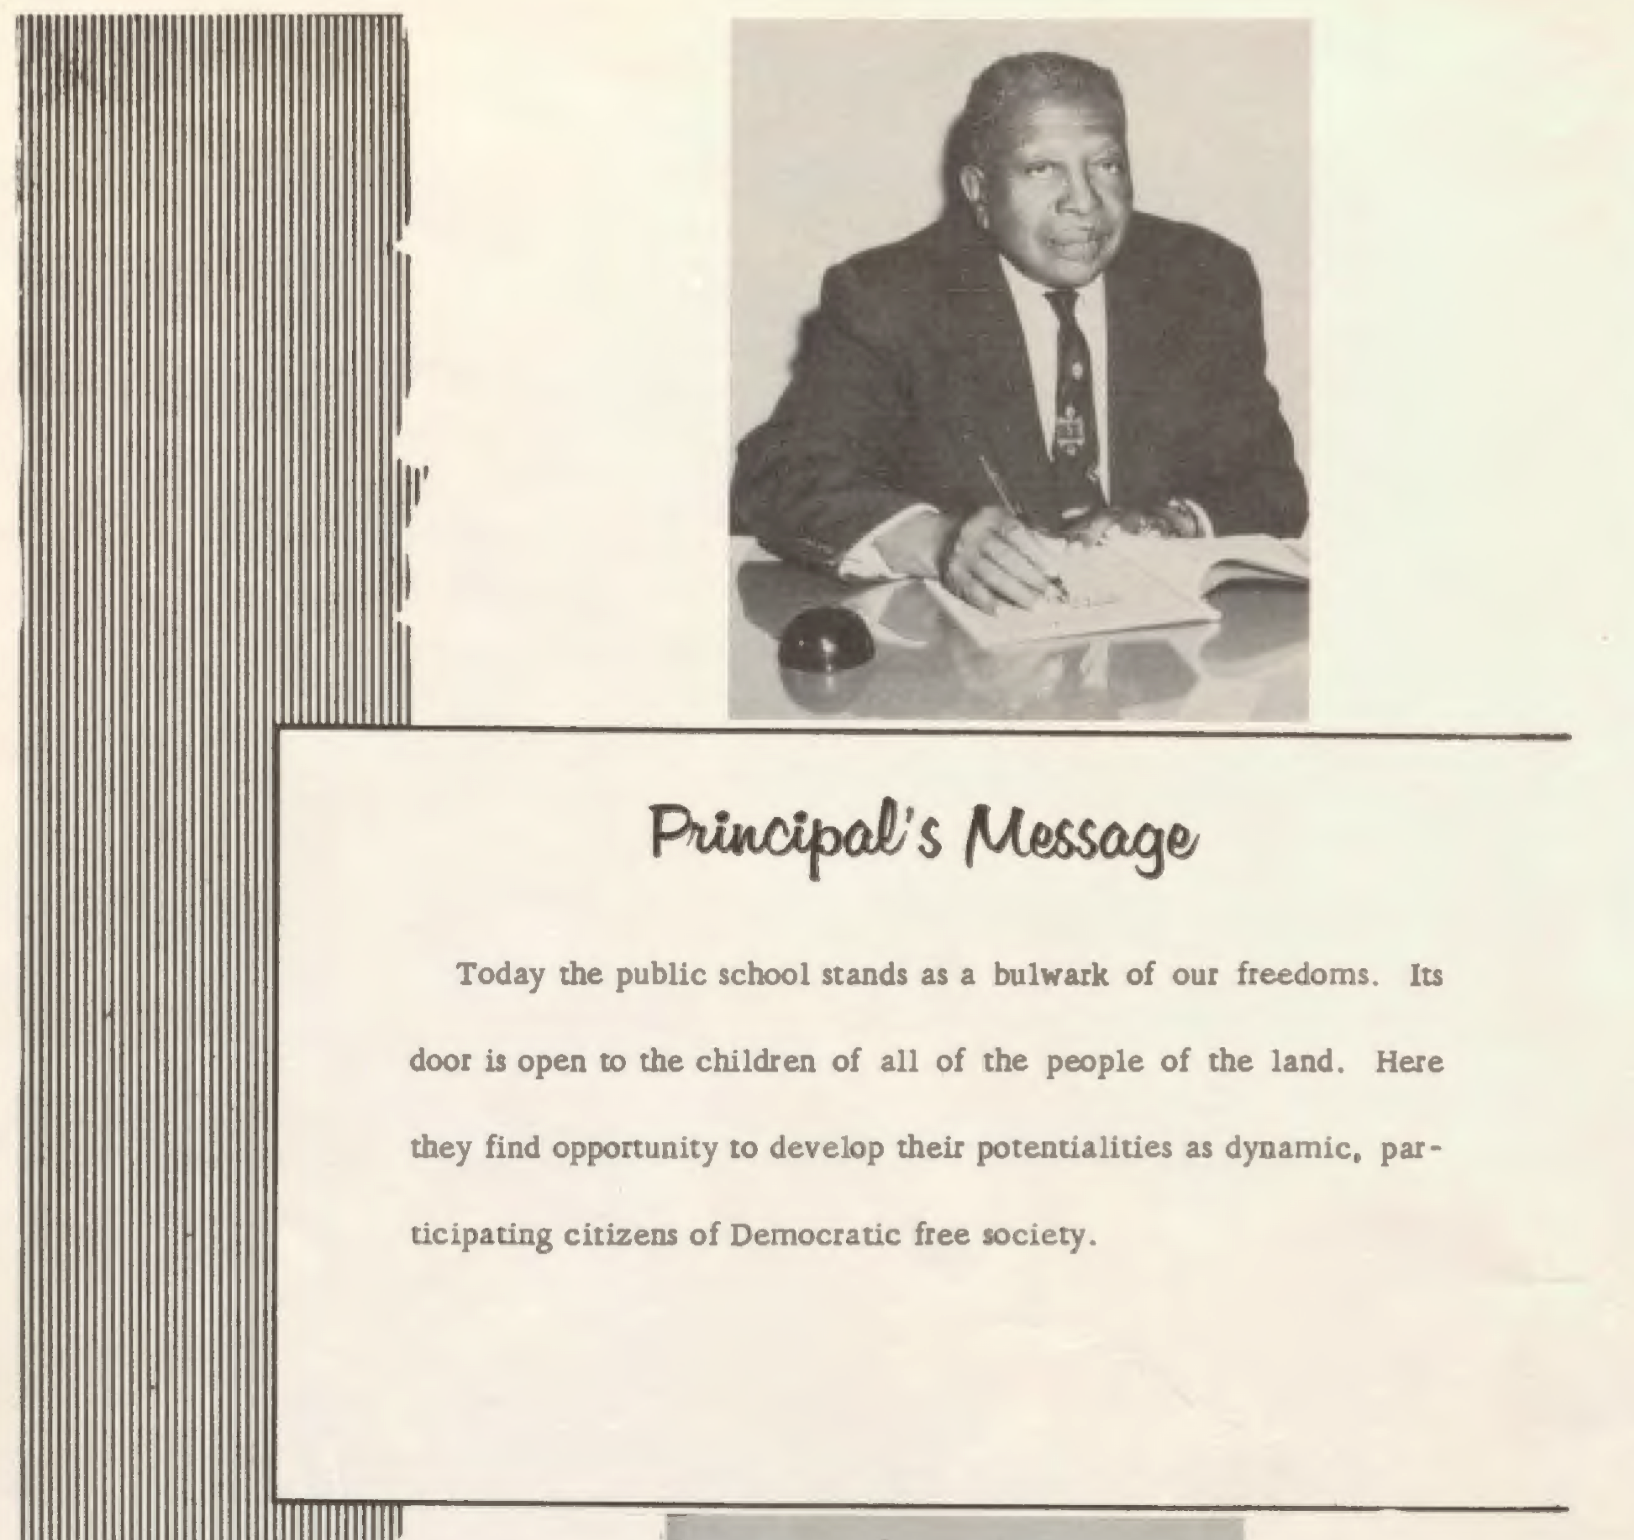 Principal's Message
Today the public school stands as a bulwark of our freedoms. Its
door is open to the children of all of the people of the land. Here
they find opportunity to develop their potentialities as dynamic, par-
ticipating citizens of Democratic free society.